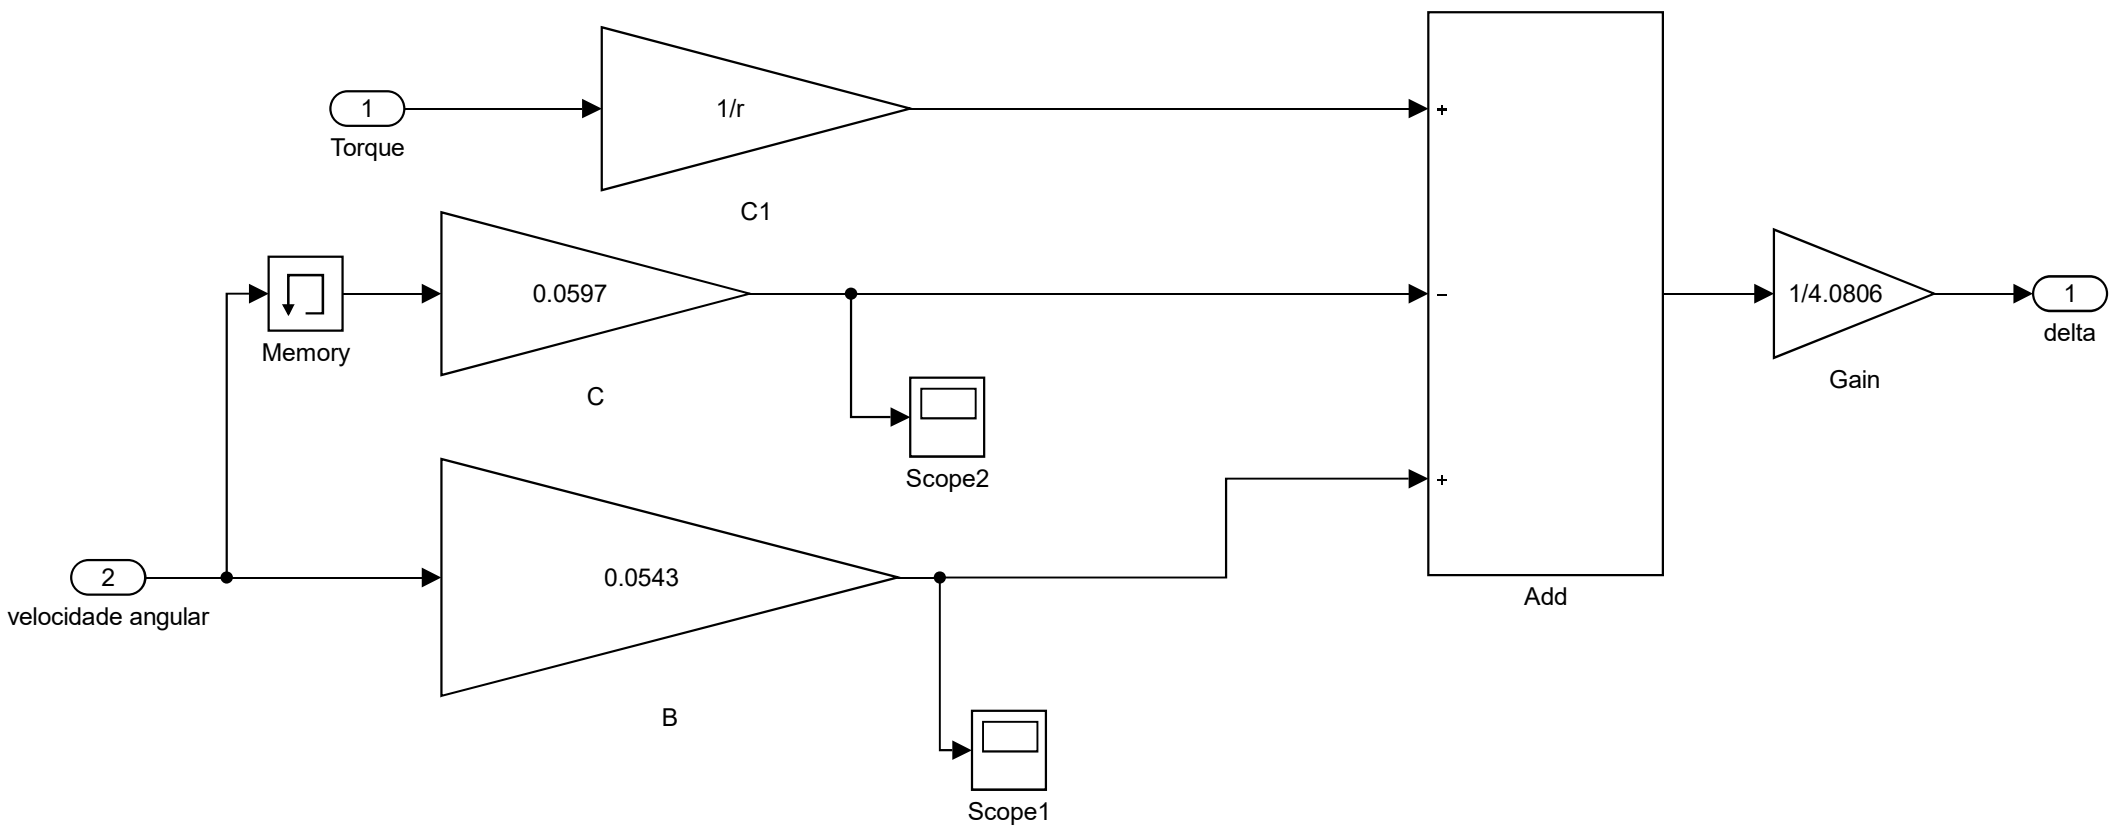 1
Torque
1/r
+
C1
Memory
0.0597
−
C
Scope2
1/4.0806
Gain
1
delta
+
2
velocidade angular
0.0543
B
Add
Scope1